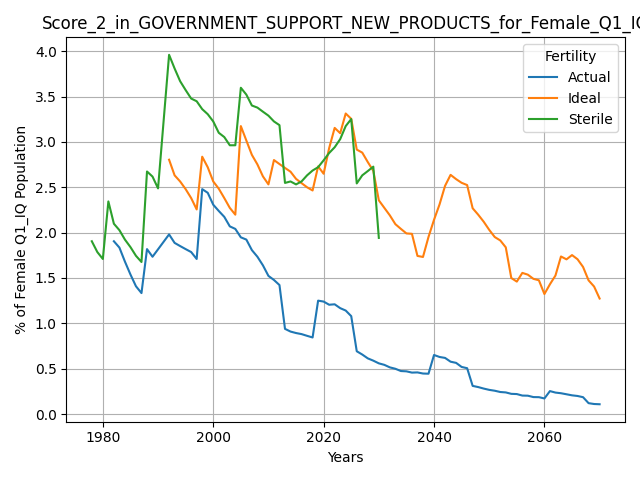 Score_2_in_GOVERNMENT_SUPPORT_NEW_PRODUCTS_for_Female_Q1_IQ
Fertility
Actual
Ideal
Sterile
% of Female Q1_IQ Population
4.0
3.5
3.0
2.5
2.0
1.5
1.0
0.5
0.0
1980 2000 2020 2040 2060
Years